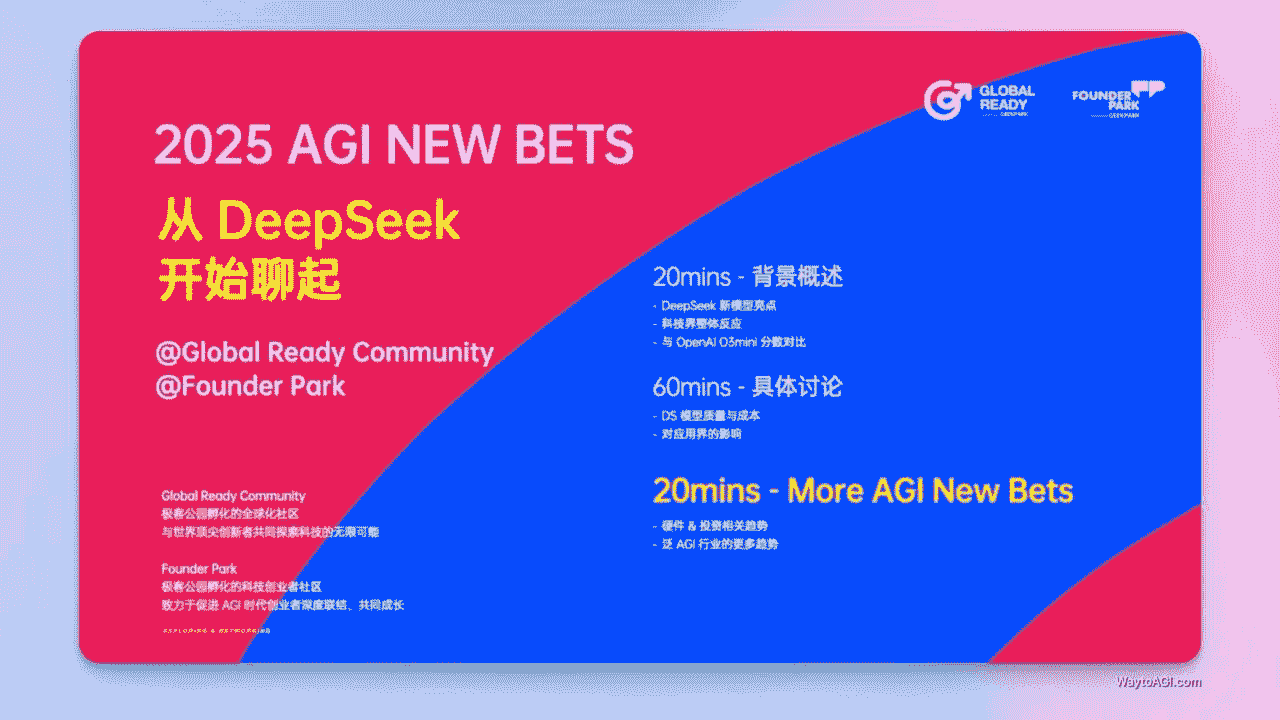 GLOBAL
READY
GEEKPARK
FOUNDER
PARK
GEEKPARK
2025 AGI NEW BETS
从 DeepSeek
开始聊起
@Global Ready Community
@Founder Park
Global Ready Community
极客公园孵化的全球化社区
与世界顶尖创新者共同探索科技的无限可能
Founder Park
极客公园孵化的科技创业者社区
致力于促进 AGI 时代创业者深度联结、共同成长
EXPLORING & NETWORKING
20mins - 背景概述
- DeepSeek 新模型亮点
- 科技界整体反应
- 与 OpenAI O3mini 分数对比
60mins - 具体讨论
- DS 模型质量与成本
- 对应用界的影响
20mins - More AGI New Bets
- 硬件 & 投资相关趋势
- 泛 AGI 行业的更多趋势
WaytoAGI.com